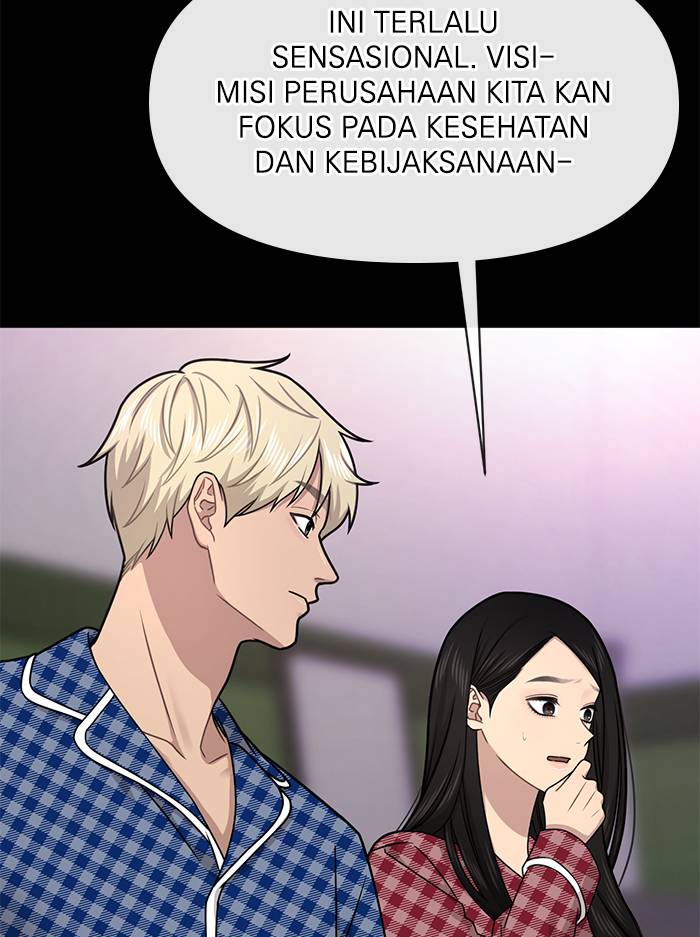 INI TERLALU
SENSASIONAL. VISI-
MISI PERUSAHAAN KITA KAN
FOKUS PADA KESEHATAN
DAN KEBIJAKSANAAN-